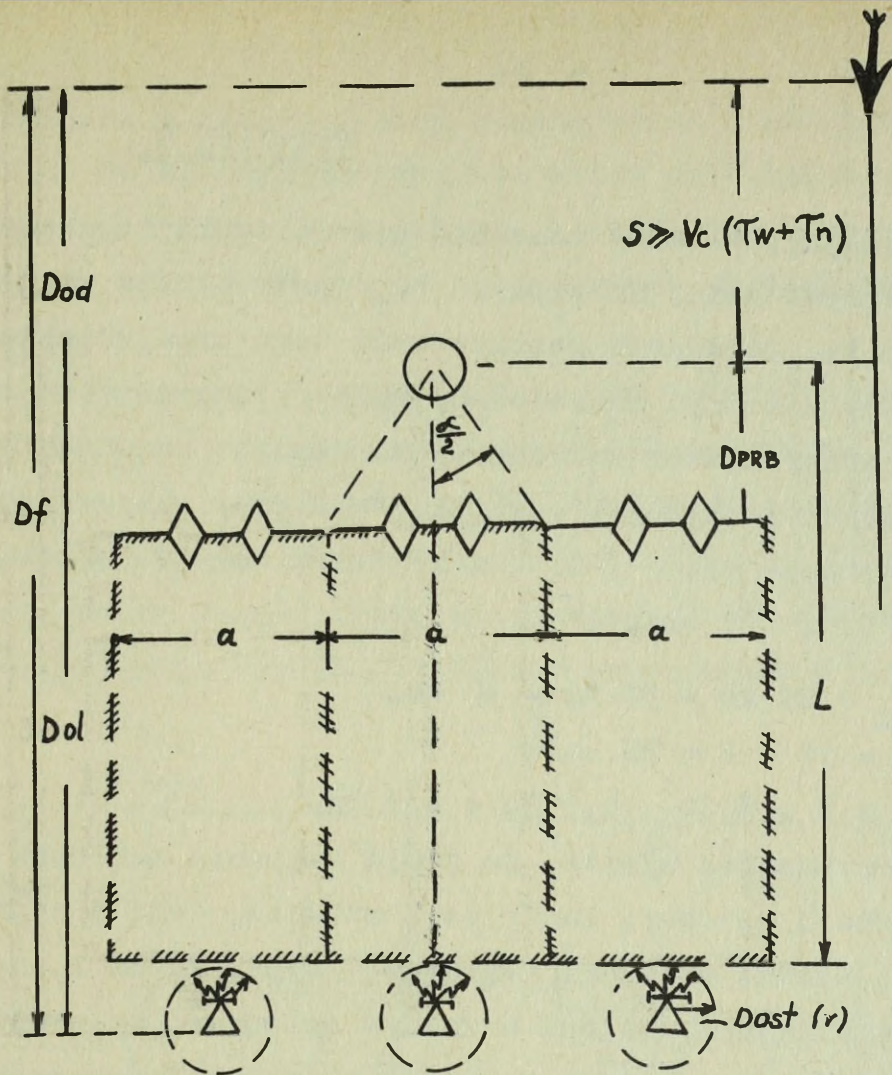 S ≫ Vc (Tw+Tn)
Dod
α/2
DPRB
Df
a a a
L
Dol
Dost (r)